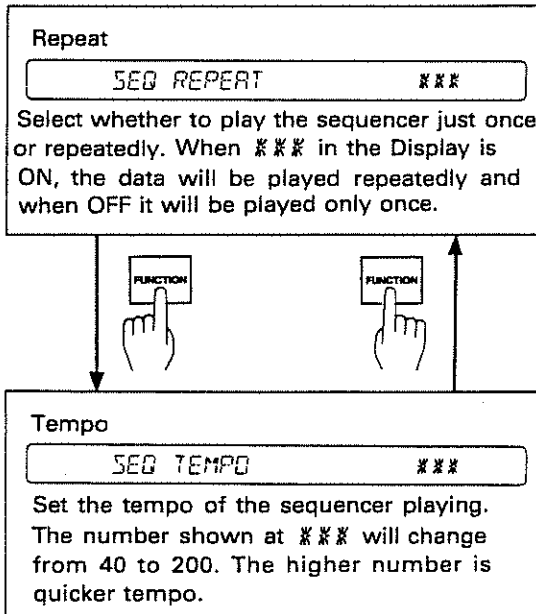 Repeat
SEQ REPEAT ***
Select whether to play the sequencer just once
or repeatedly. When *** in the Display is
ON, the data will be played repeatedly and
when OFF it will be played only once.
FUNCTION FUNCTION
Tempo
SEQ TEMPO ***
Set the tempo of the sequencer playing.
The number shown at *** will change
from 40 to 200. The higher number is
quicker tempo.